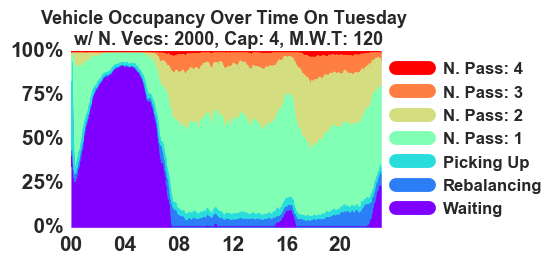 Vehicle Occupancy Over Time On Tuesday
w/ N. Vecs: 2000, Cap: 4, M.W.T: 120
100%
75%
50%
25%
0%
00 04 08 12 16 20
N. Pass: 4
N. Pass: 3
N. Pass: 2
N. Pass: 1
Picking Up
Rebalancing
Waiting